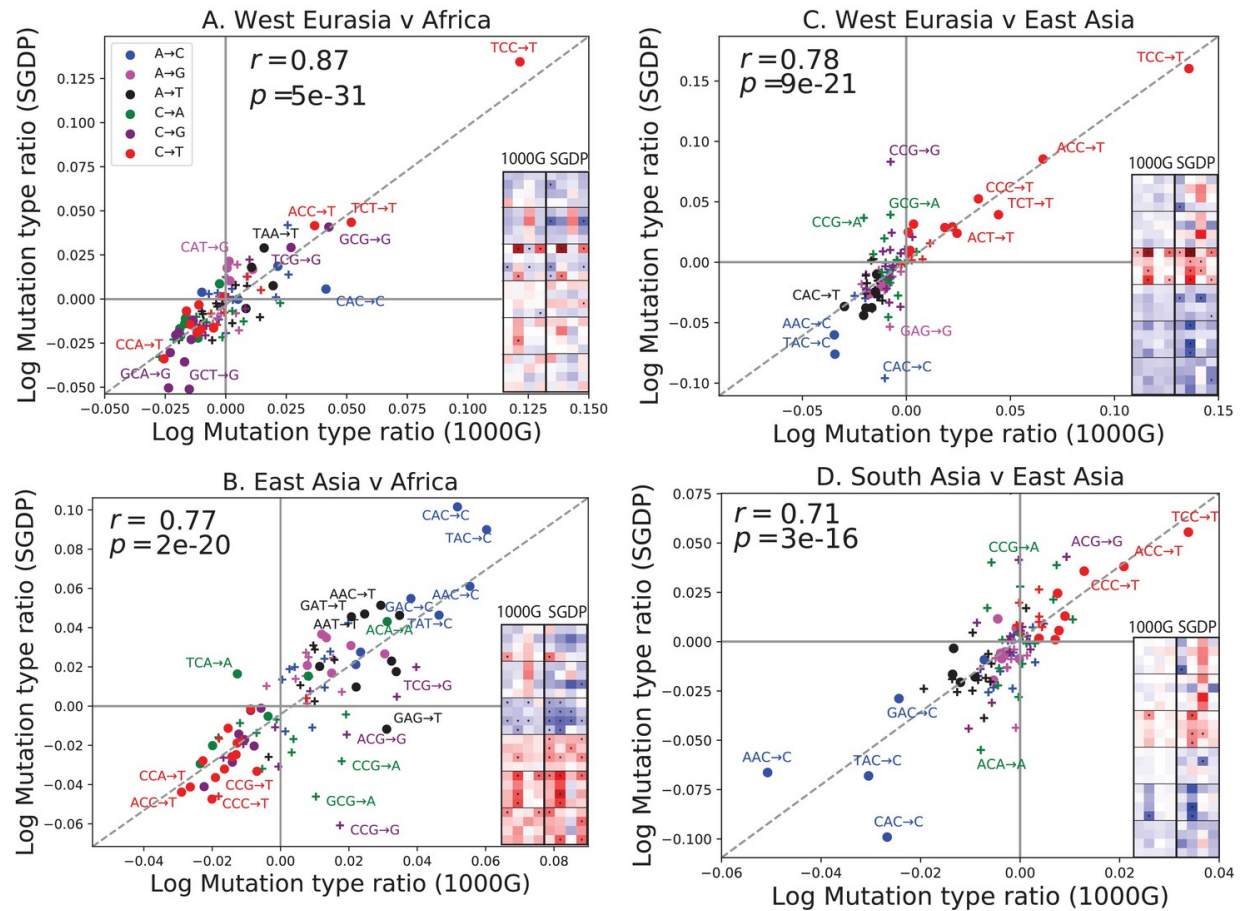 A. West Eurasia v Africa
Log Mutation type ratio (SGDP)
0.125
0.100
0.075
0.050
0.025
0.000
−0.025
−0.050
A→C
A→G
A→T
C→A
C→G
C→T
r = 0.87
p = 5e-31
TCC→T
ACC→T
TCT→T
TAA→T
GCG→G
CAT→G
TCG→G
CAC→C
CCA→T
GCA→G
GCT→G
1000G SGDP
−0.050
−0.025
0.000
0.025
0.050
0.075
0.100
0.125
0.150
Log Mutation type ratio (1000G)
C. West Eurasia v East Asia
Log Mutation type ratio (SGDP)
0.15
0.10
0.05
0.00
−0.05
−0.10
r = 0.78
p = 9e-21
TCC→T
ACC→T
CCG→G
CCC→T
GCG→A
TCT→T
CCG→A
ACT→T
CAC→T
AAC→C
GAG→G
TAC→C
CAC→C
1000G SGDP
−0.05
0.00
0.05
0.10
0.15
Log Mutation type ratio (1000G)
B. East Asia v Africa
Log Mutation type ratio (SGDP)
0.10
0.08
0.06
0.04
0.02
0.00
−0.02
−0.04
−0.06
r = 0.77
p = 2e-20
CAC→C
TAC→C
AAC→T
AAC→C
GAT→T
GAC→C
AAT→T
TAT→C
ACA→A
TCA→A
TCG→G
GAG→T
ACG→G
CCG→A
CCA→T
CCG→T
ACC→T
CCC→T
GCG→A
CCG→G
1000G SGDP
−0.04
−0.02
0.00
0.02
0.04
0.06
0.08
Log Mutation type ratio (1000G)
D. South Asia v East Asia
Log Mutation type ratio (SGDP)
0.075
0.050
0.025
0.000
−0.025
−0.050
−0.075
−0.100
r = 0.71
p = 3e-16
TCC→T
CCG→A
ACG→G
ACC→T
CCC→T
GAC→C
AAC→C
TAC→C
ACA→A
CAC→C
1000G SGDP
−0.06
−0.04
−0.02
0.00
0.02
0.04
Log Mutation type ratio (1000G)